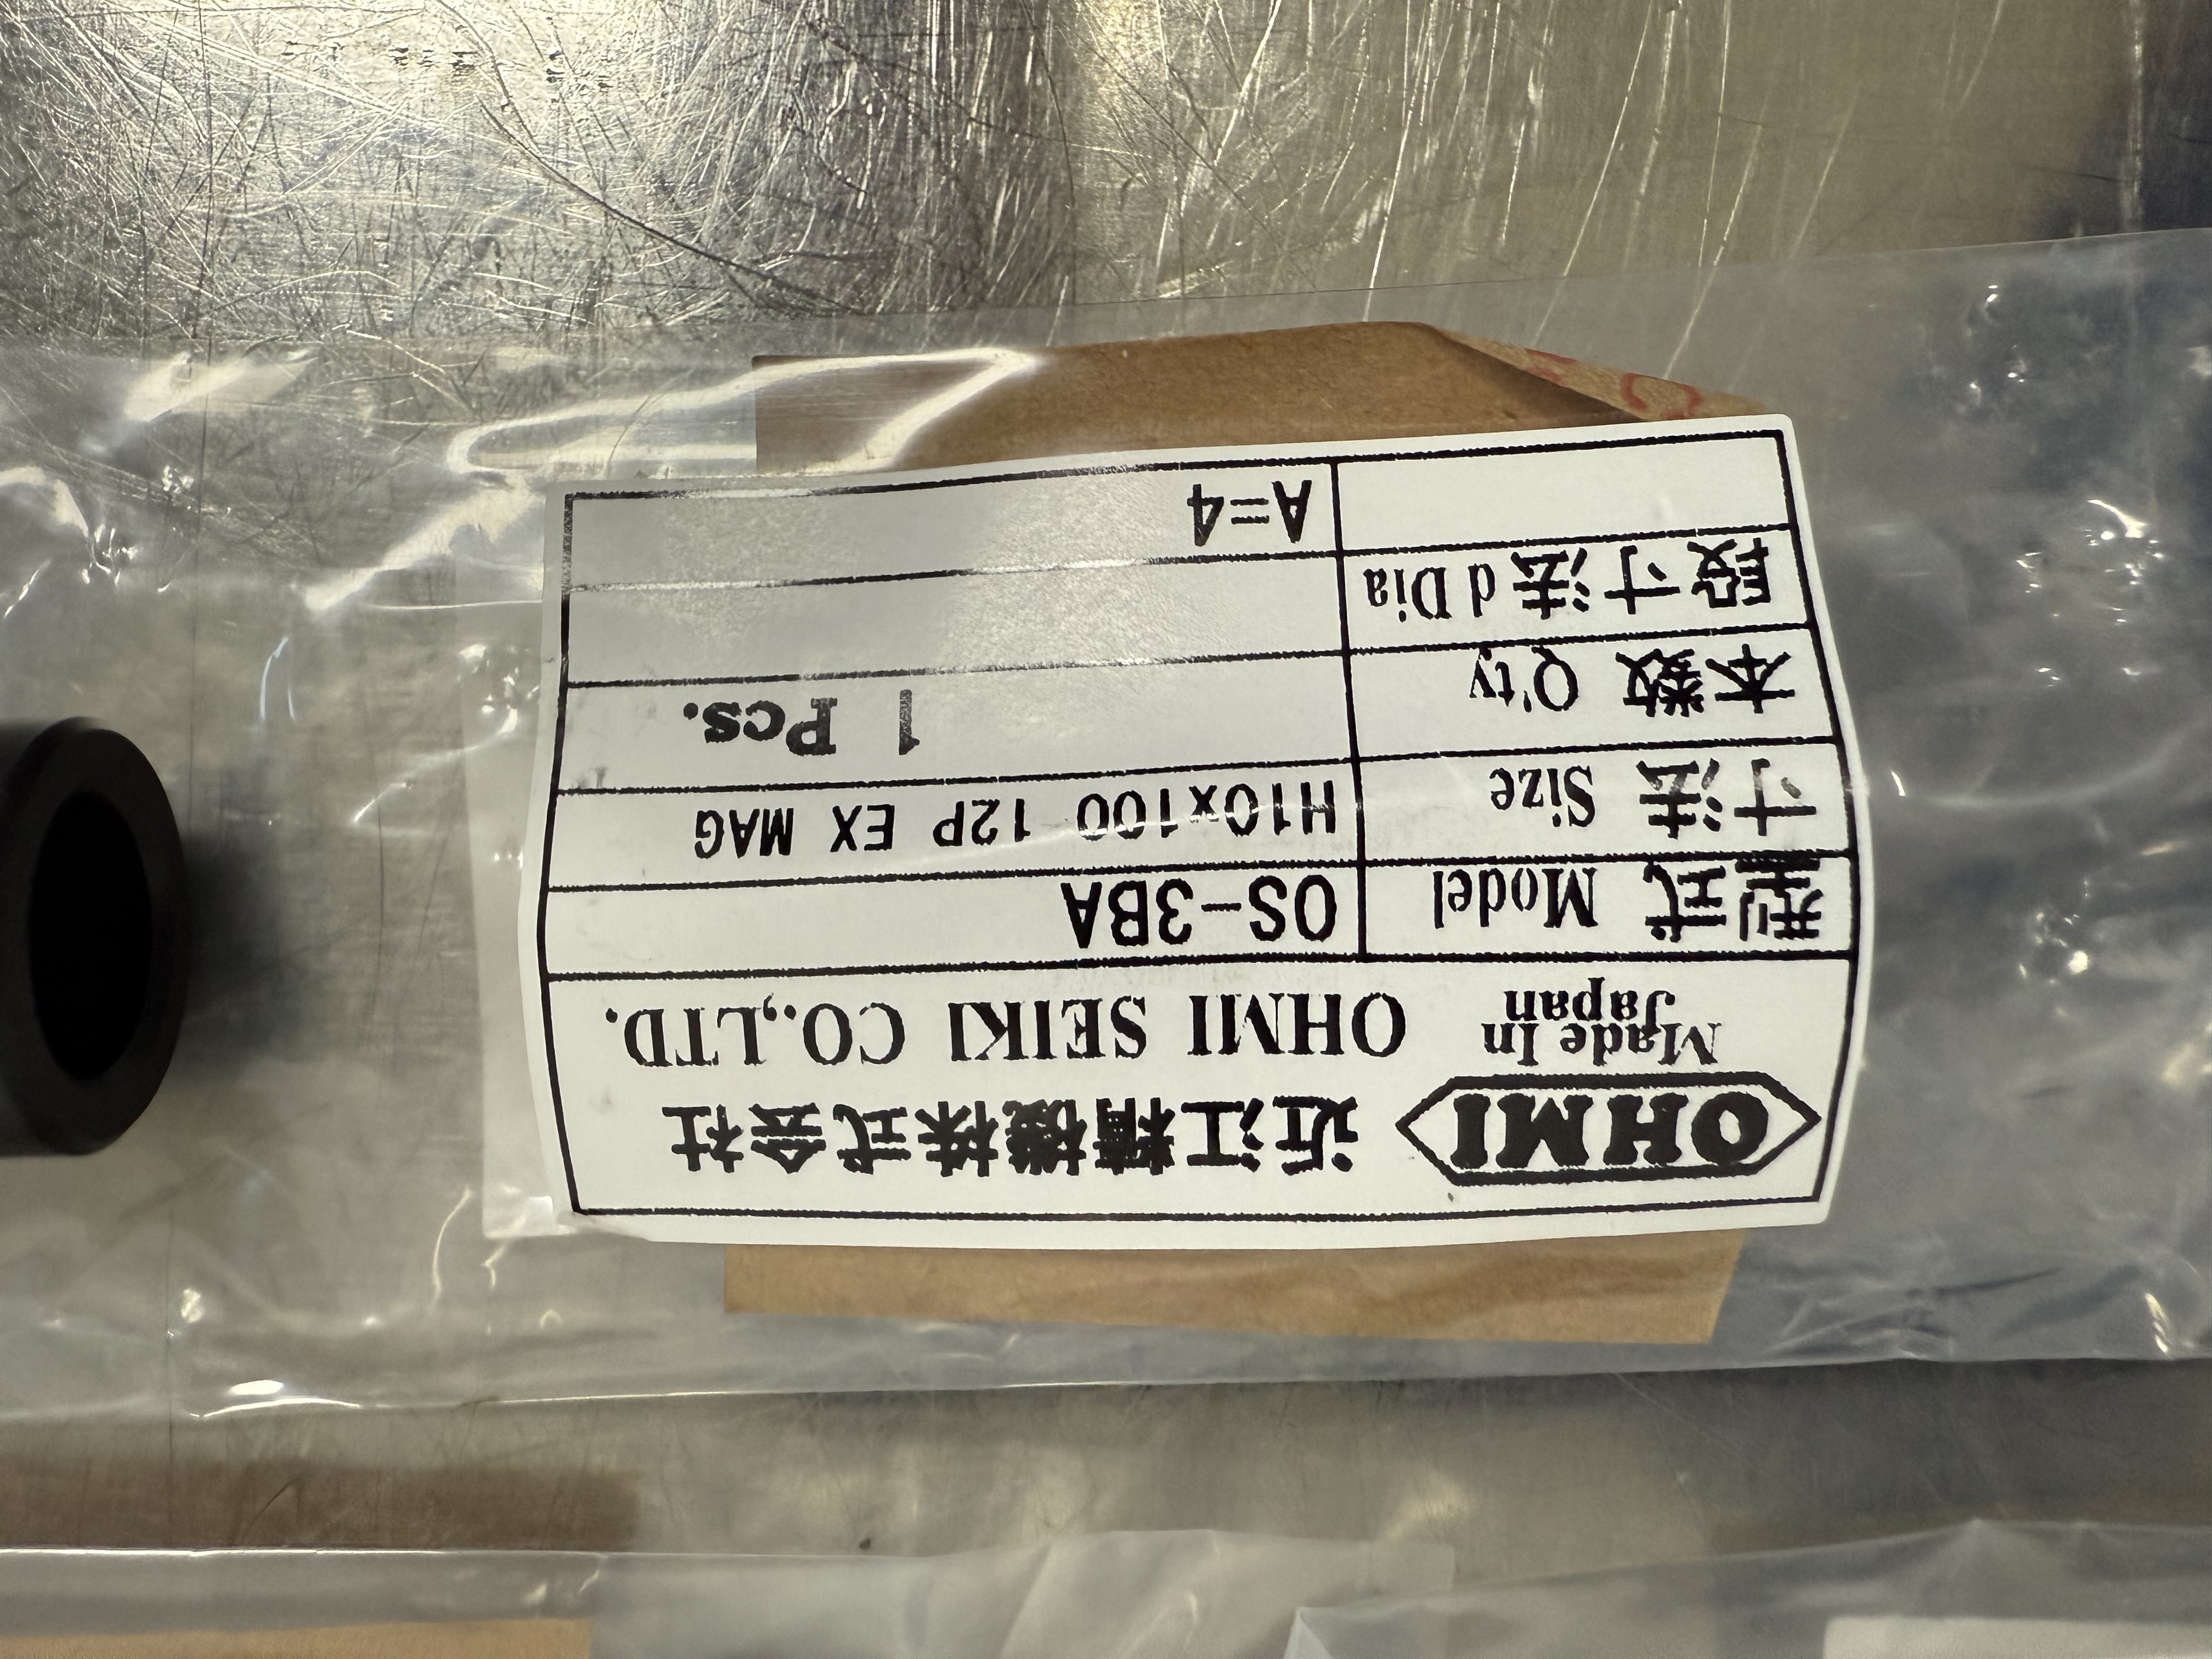 OHMI 近江精機株式会社
Made In Japan OHMI SEIKI CO.,LTD.
型式 Model OS-3BA
寸法 Size H10x100 12P EX MAG
本数 Q'ty 1 Pcs.
段寸法 d Dia
A=4